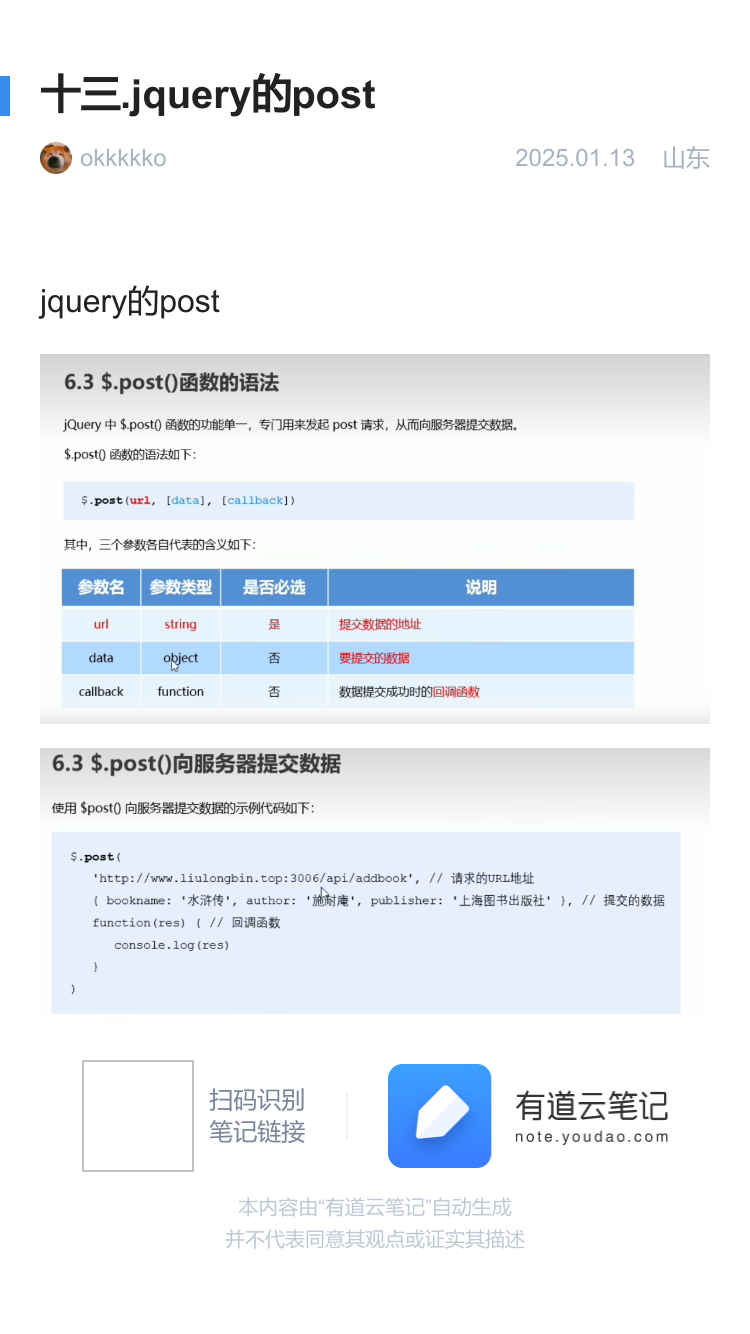 十三.jquery的post
okkkkko 2025.01.13 山东
jquery的post
6.3 $.post()函数的语法
jQuery 中 $.post() 函数的功能单一，专门用来发起 post 请求，从而向服务器提交数据。
$.post() 函数的语法如下：
$.post(url, [data], [callback])
其中，三个参数各自代表的含义如下：
参数名 参数类型 是否必选 说明
url string 是 提交数据的地址
data object 否 要提交的数据
callback function 否 数据提交成功时的回调函数
6.3 $.post()向服务器提交数据
使用 $post() 向服务器提交数据的示例代码如下：
$.post(
'http://www.liulongbin.top:3006/api/addbook', // 请求的URL地址
{ bookname: '水浒传', author: '施耐庵', publisher: '上海图书出版社' }, // 提交的数据
function(res) { // 回调函数
console.log(res)
}
)
扫码识别
笔记链接
有道云笔记
note.youdao.com
本内容由“有道云笔记”自动生成
并不代表同意其观点或证实其描述